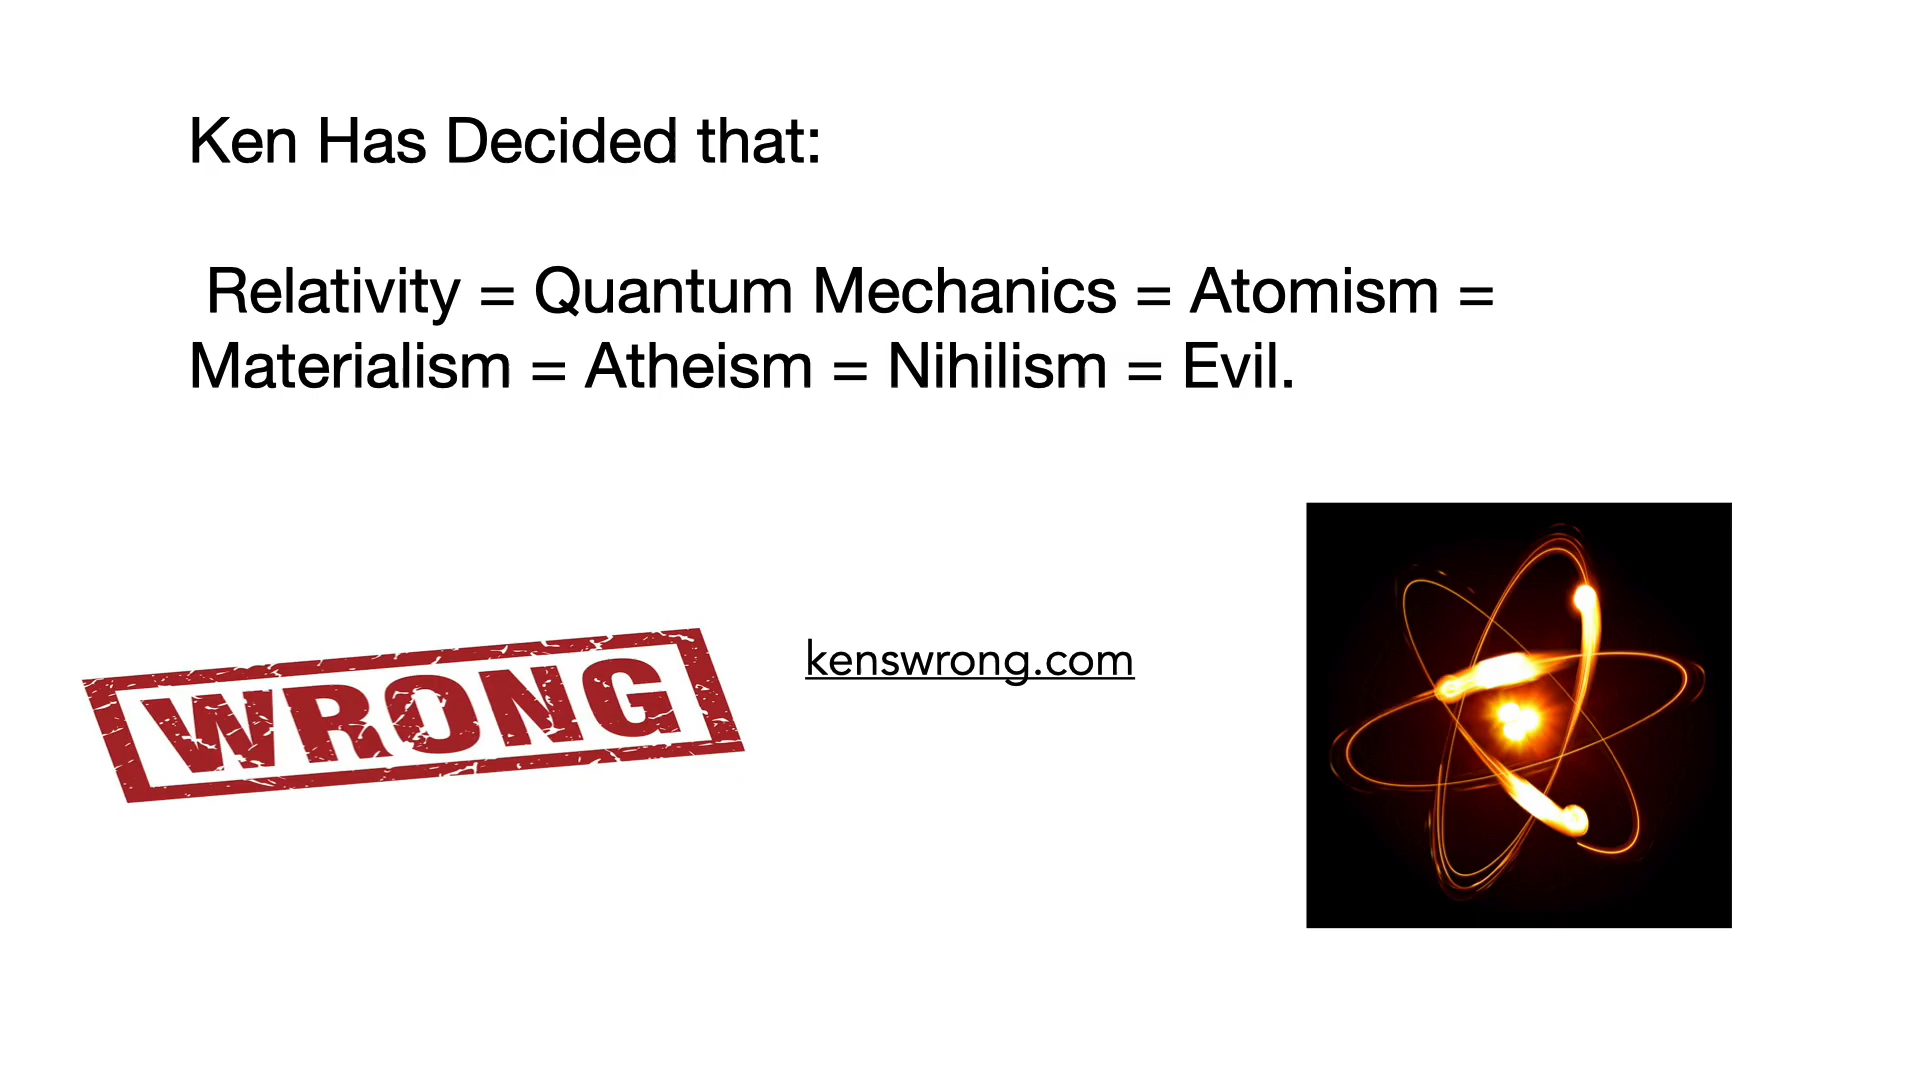 Ken Has Decided that:
Relativity = Quantum Mechanics = Atomism =
Materialism = Atheism = Nihilism = Evil.
WRONG
kenswrong.com